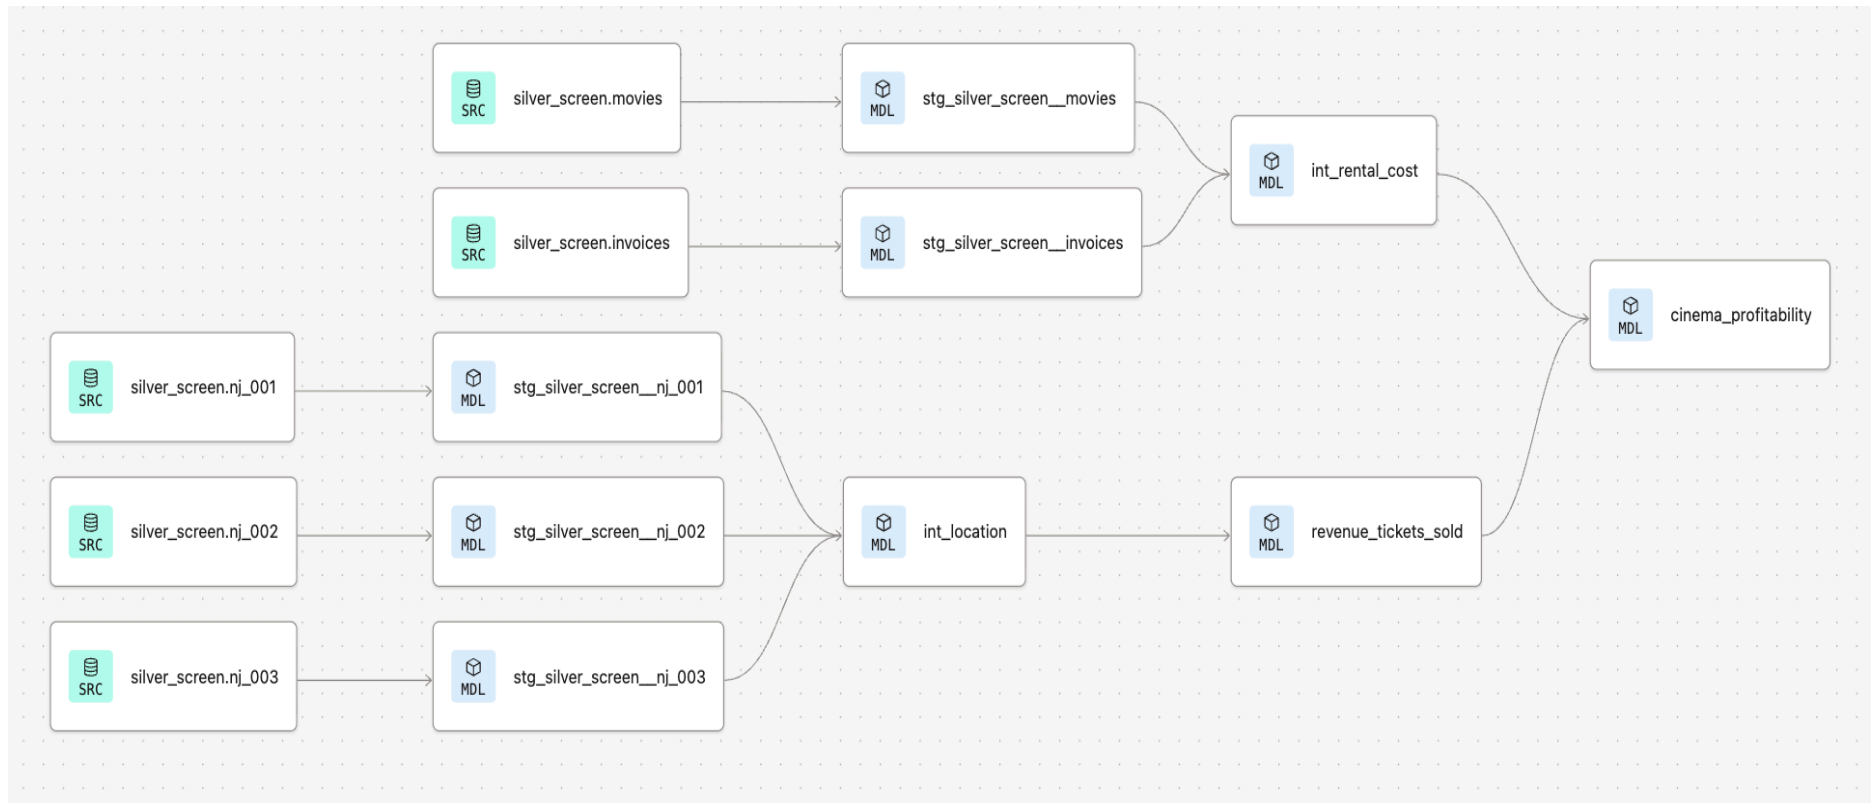 SRC
silver_screen.movies
MDL
stg_silver_screen__movies
MDL
int_rental_cost
SRC
silver_screen.invoices
MDL
stg_silver_screen__invoices
MDL
cinema_profitability
SRC
silver_screen.nj_001
MDL
stg_silver_screen__nj_001
SRC
silver_screen.nj_002
MDL
stg_silver_screen__nj_002
MDL
int_location
MDL
revenue_tickets_sold
SRC
silver_screen.nj_003
MDL
stg_silver_screen__nj_003